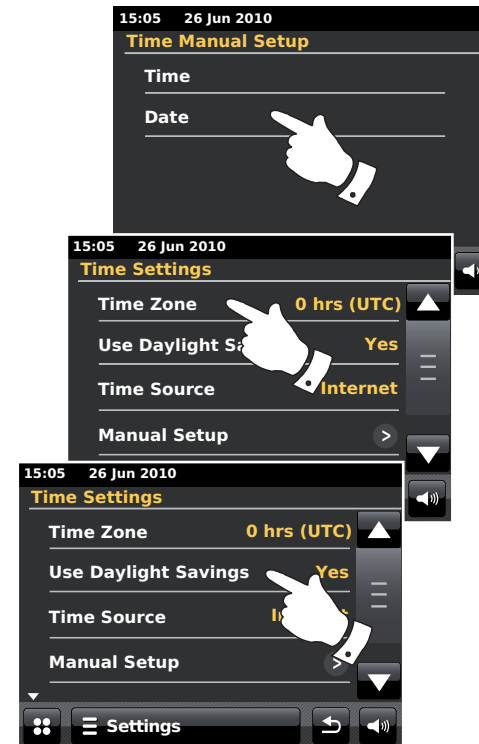 15:05 26 Jun 2010
Time Manual Setup
Time
Date
15:05 26 Jun 2010
Time Settings
Time Zone 0 hrs (UTC)
Use Daylight Yes
Time Source Internet
Manual Setup >
15:05 26 Jun 2010
Time Settings
Time Zone 0 hrs (UTC)
Use Daylight Savings Yes
Time Source
Manual Setup >
Settings